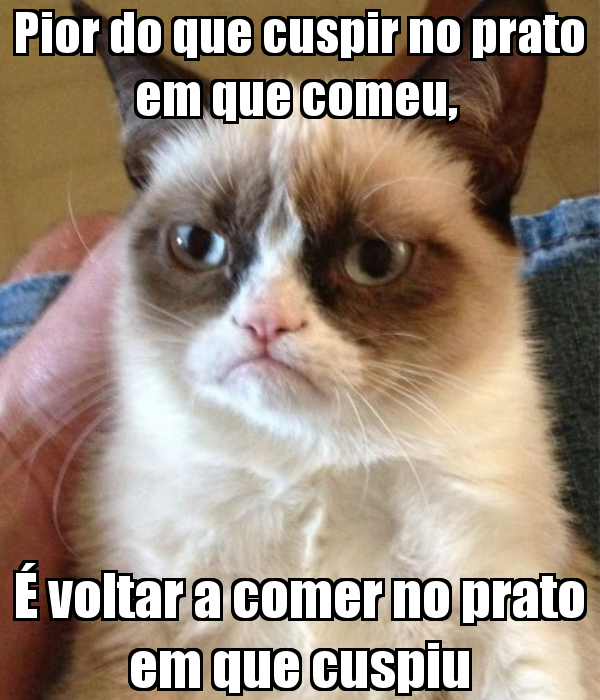 Pior do que cuspir no prato
em que comeu,
É voltar a comer no prato
em que cuspiu